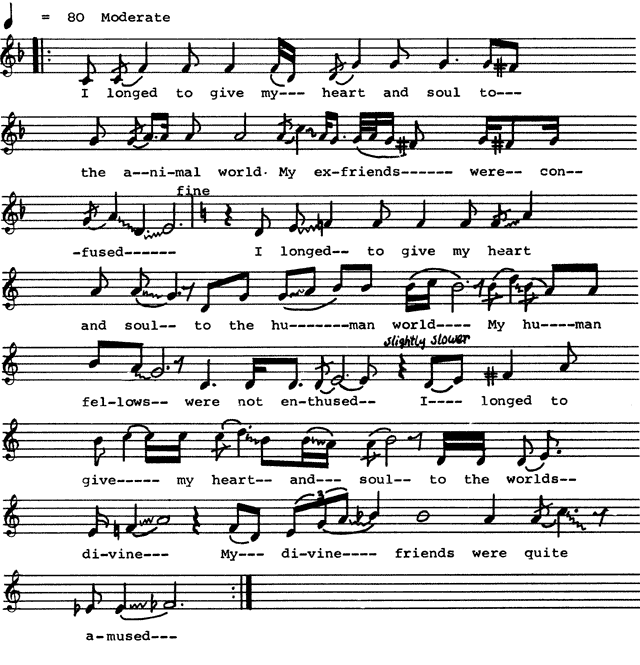 = 80 Moderate
I longed to give my--- heart and soul to---
the a--ni-mal world. My ex-friends------ were-- con-
fine
-fused------ I longed-- to give my heart
and soul-- to the hu-------man world---- My hu----man
slightly slower
fel-lows-- were not en-thused-- I---- longed to
give----- my heart-- and--- soul-- to the worlds--
3
di-vine--- My--- di-vine---- friends were quite
a-mused---